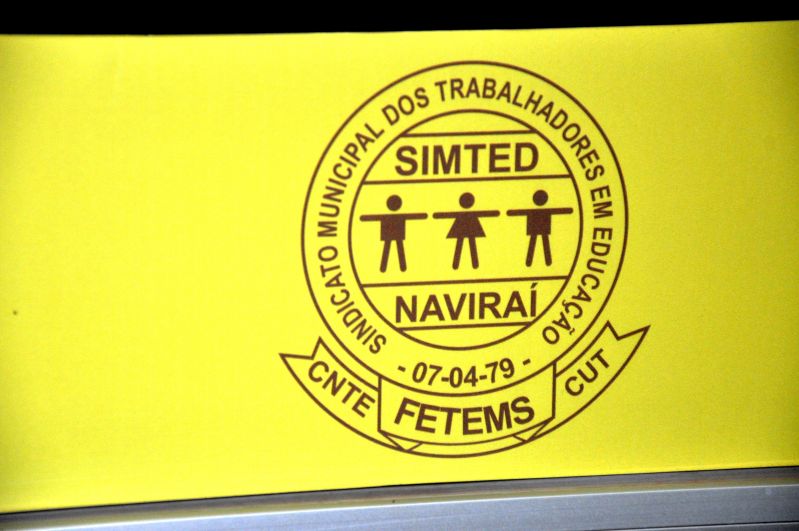 SINDICATO MUNICIPAL DOS TRABALHADORES EM EDUCAÇÃO
SIMTED
NAVIRAÍ
- 07-04-79 -
CNTE FETEMS CUT